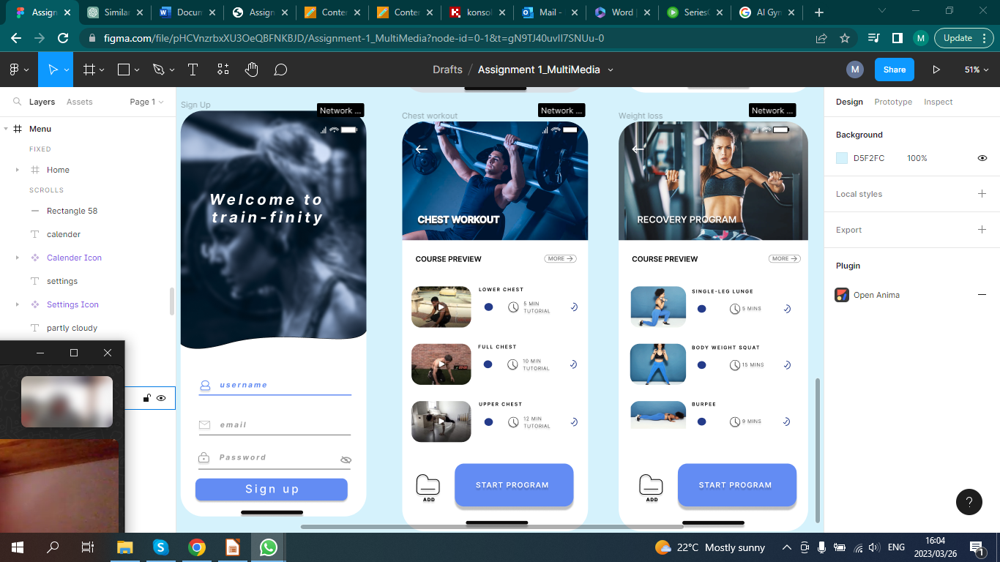 Assign
Similar
Docum
Assign
Conter
Conter
konsol
Mail -
Word
Series
AI Gyn
figma.com/file/pHCVnzrbxXU3OeQBFNKBJD/Assignment-1_MultiMedia?node-id=0-1&t=gN9TJ40uvlI7SNUu-0
M
Update
Drafts / Assignment 1_MultiMedia
M
Share
51%
Layers
Assets
Page 1
Menu
FIXED
Home
SCROLLS
Rectangle 58
calender
Calender Icon
settings
Settings Icon
partly cloudy
Sign Up
Network ...
Welcome to
train-finity
username
email
Password
Sign up
Chest workout
Network ...
CHEST WORKOUT
COURSE PREVIEW
MORE
LOWER CHEST
5 MIN
TUTORIAL
FULL CHEST
10 MIN
TUTORIAL
UPPER CHEST
12 MIN
TUTORIAL
ADD
START PROGRAM
Weight loss
Network ...
RECOVERY PROGRAM
COURSE PREVIEW
MORE
SINGLE-LEG LUNGE
5 MINS
BODY WEIGHT SQUAT
15 MINS
BURPEE
9 MINS
ADD
START PROGRAM
Design
Prototype
Inspect
Background
D5F2FC
100%
Local styles
Export
Plugin
Open Anima
?
22°C Mostly sunny
ENG
16:04
2023/03/26
1